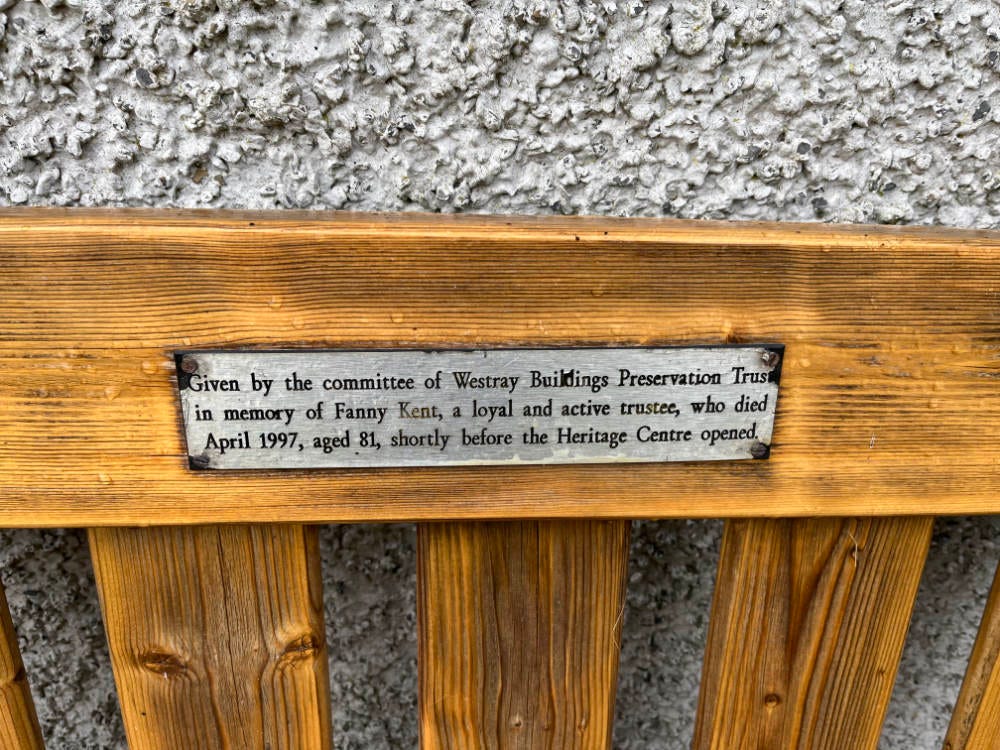 Given by the committee of Westray Buildings Preservation Trust
in memory of Fanny Kent, a loyal and active trustee, who died
April 1997, aged 81, shortly before the Heritage Centre opened.